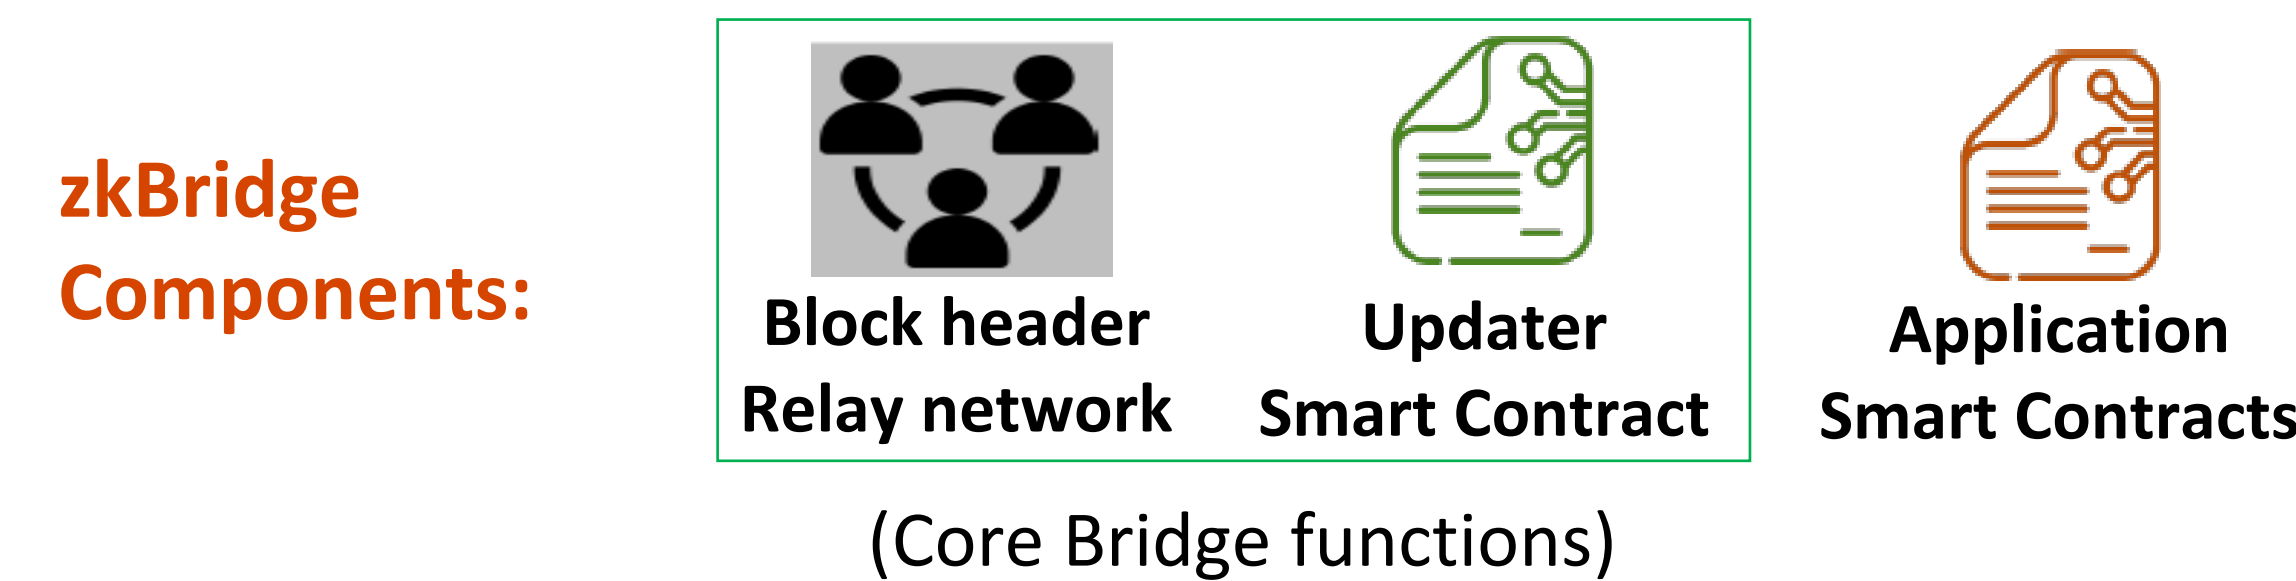 zkBridge
Components:
Block header
Relay network
Updater
Smart Contract
Application
Smart Contracts
(Core Bridge functions)